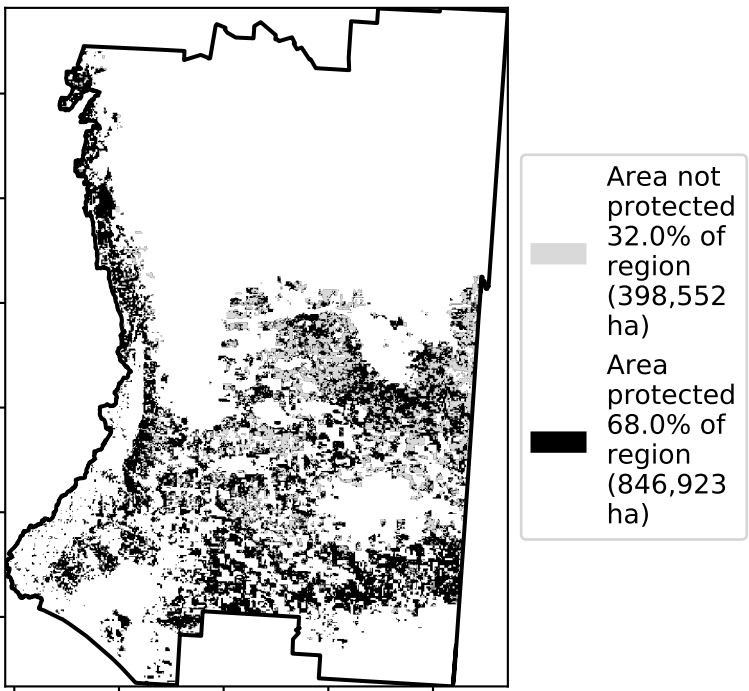 Area not
protected
32.0% of
region
(398,552
ha)
Area
protected
68.0% of
region
(846,923
ha)